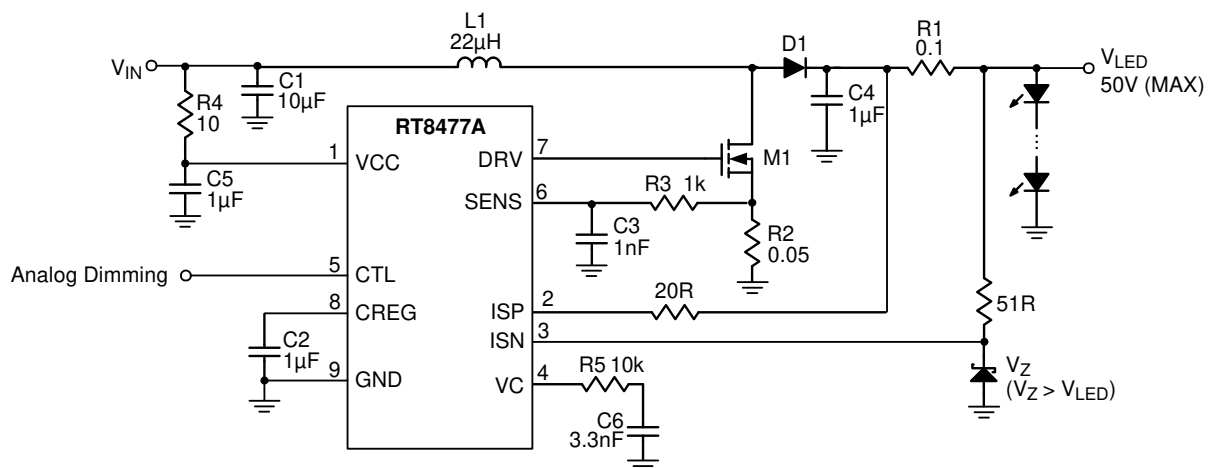 L1
22μH
D1
R1
0.1
VIN
VLED
50V (MAX)
C1
10μF
R4
10
C4
1μF
RT8477A
1
VCC
DRV
7
M1
C5
1μF
SENS
6
R3 1k
C3
1nF
R2
0.05
Analog Dimming
5
CTL
8
CREG
ISP
2
20R
51R
ISN
3
C2
1μF
9
GND
VC
4
R5 10k
VZ
(VZ > VLED)
C6
3.3nF